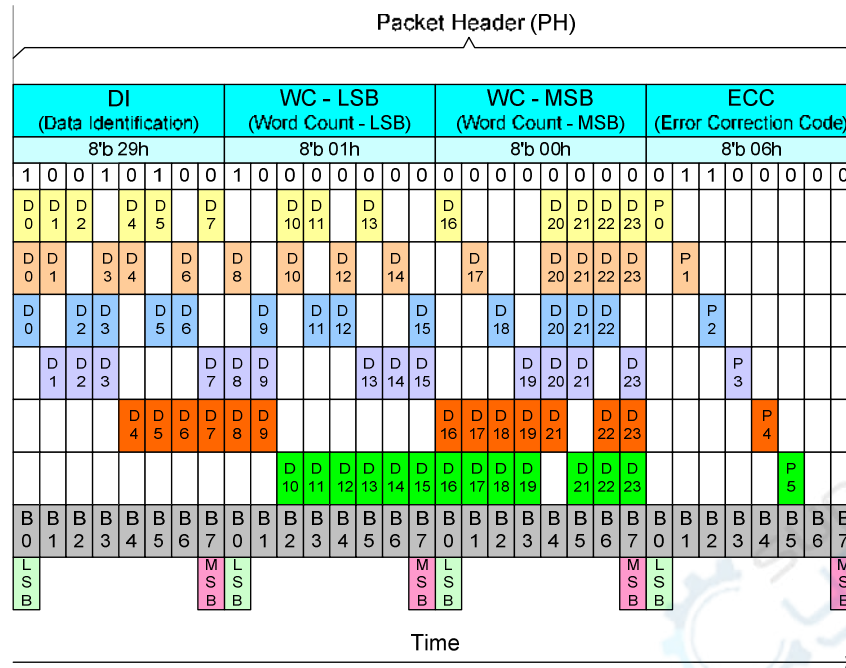 Packet Header (PH)
DI WC - LSB WC - MSB ECC
(Data Identification) (Word Count - LSB) (Word Count - MSB) (Error Correction Code)
8'b 29h 8'b 01h 8'b 00h 8'b 06h
1 0 0 1 0 1 0 0 1 0 0 0 0 0 0 0 0 0 0 0 0 0 0 0 0 1 1 0 0 0 0 0
D0 D1 D2 D4 D5 D7 D10 D11 D13 D16 D20 D21 D22 D23 P0
D0 D1 D3 D4 D6 D8 D10 D12 D14 D17 D20 D21 D22 D23 P1
D0 D2 D3 D5 D6 D9 D11 D12 D15 D18 D20 D21 D22 P2
D1 D2 D3 D7 D8 D9 D13 D14 D15 D19 D20 D21 D23 P3
D4 D5 D6 D7 D8 D9 D16 D17 D18 D19 D21 D22 D23 P4
D10 D11 D12 D13 D14 D15 D16 D17 D18 D19 D21 D22 D23 P5
B0 B1 B2 B3 B4 B5 B6 B7 B0 B1 B2 B3 B4 B5 B6 B7 B0 B1 B2 B3 B4 B5 B6 B7 B0 B1 B2 B3 B4 B5 B6 B7
LSB MSB LSB MSB LSB MSB LSB MSB
Time